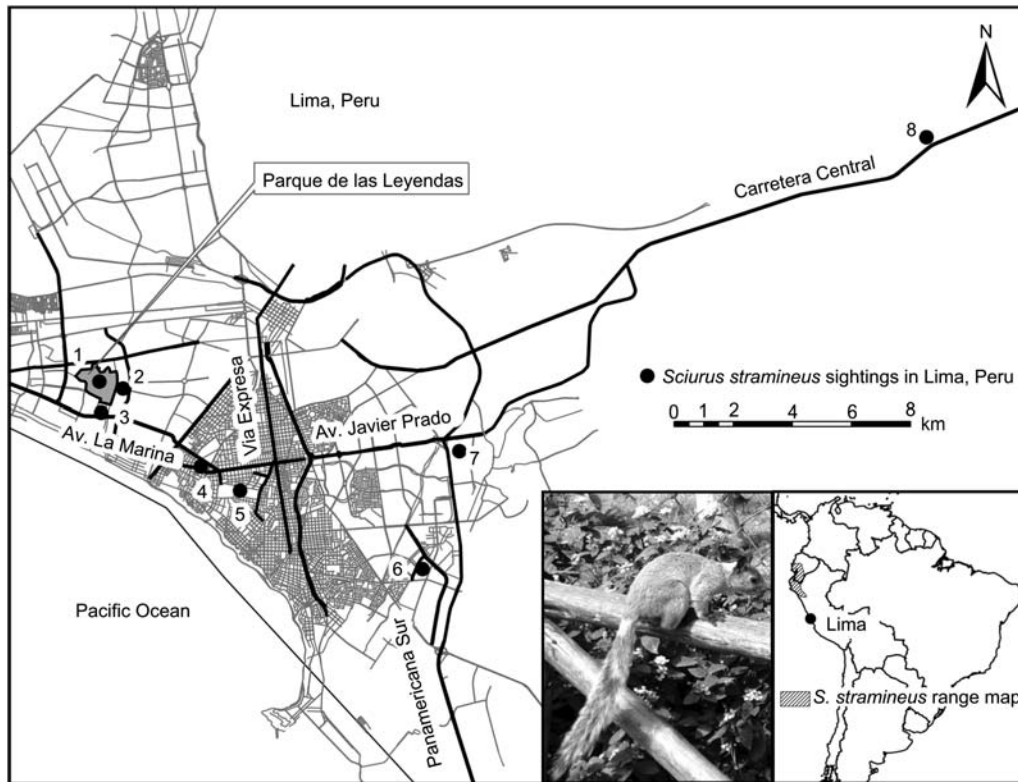 N
Lima, Peru
8
Carretera Central
Parque de las Leyendas
1
2
3
Sciurus stramineus sightings in Lima, Peru
0 1 2 4 6 8
km
Via Expresa
Av. Javier Prado
Av. La Marina
7
4
5
6
Pacific Ocean
Panamericana Sur
Lima
S. stramineus range map